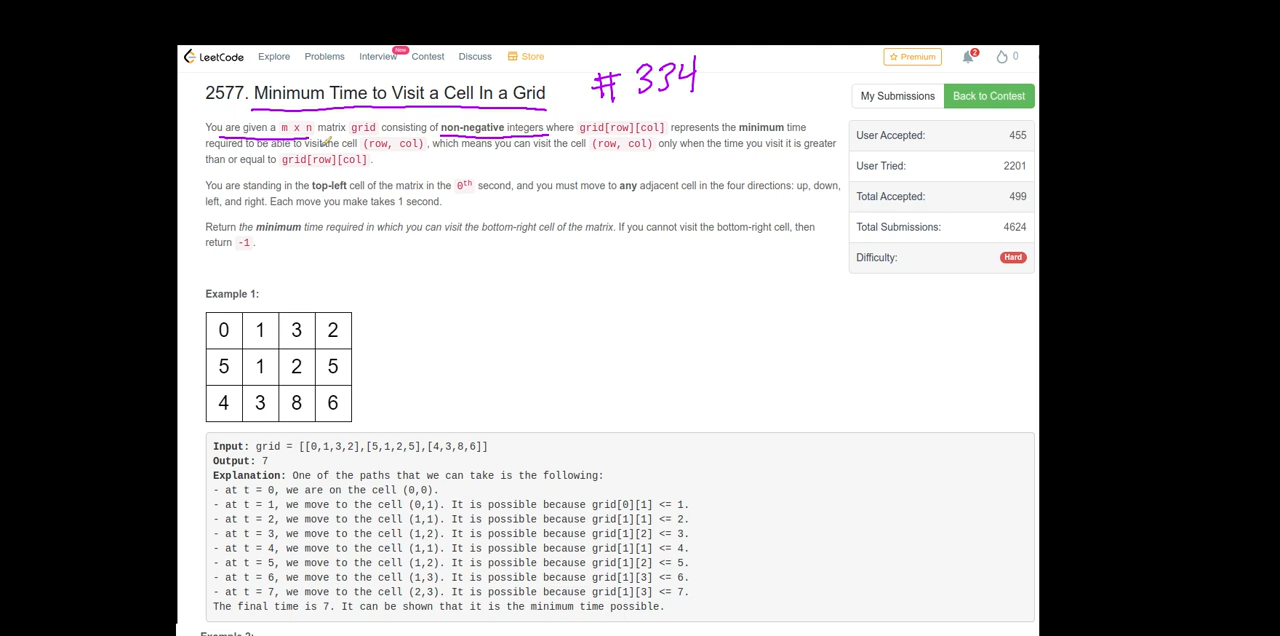 LeetCode Explore Problems Interview New Contest Discuss Store Premium 2 0
2577. Minimum Time to Visit a Cell In a Grid # 334
My Submissions Back to Contest
You are given a m x n matrix grid consisting of non-negative integers where grid[row][col] represents the minimum time
required to be able to visit the cell (row, col), which means you can visit the cell (row, col) only when the time you visit it is greater
than or equal to grid[row][col].
You are standing in the top-left cell of the matrix in the 0th second, and you must move to any adjacent cell in the four directions: up, down,
left, and right. Each move you make takes 1 second.
Return the minimum time required in which you can visit the bottom-right cell of the matrix. If you cannot visit the bottom-right cell, then
return -1.
User Accepted: 455
User Tried: 2201
Total Accepted: 499
Total Submissions: 4624
Difficulty: Hard
Example 1:
0 1 3 2
5 1 2 5
4 3 8 6
Input: grid = [[0,1,3,2],[5,1,2,5],[4,3,8,6]]
Output: 7
Explanation: One of the paths that we can take is the following:
- at t = 0, we are on the cell (0,0).
- at t = 1, we move to the cell (0,1). It is possible because grid[0][1] <= 1.
- at t = 2, we move to the cell (1,1). It is possible because grid[1][1] <= 2.
- at t = 3, we move to the cell (1,2). It is possible because grid[1][2] <= 3.
- at t = 4, we move to the cell (1,1). It is possible because grid[1][1] <= 4.
- at t = 5, we move to the cell (1,2). It is possible because grid[1][2] <= 5.
- at t = 6, we move to the cell (1,3). It is possible because grid[1][3] <= 6.
- at t = 7, we move to the cell (2,3). It is possible because grid[1][3] <= 7.
The final time is 7. It can be shown that it is the minimum time possible.
Example 2: